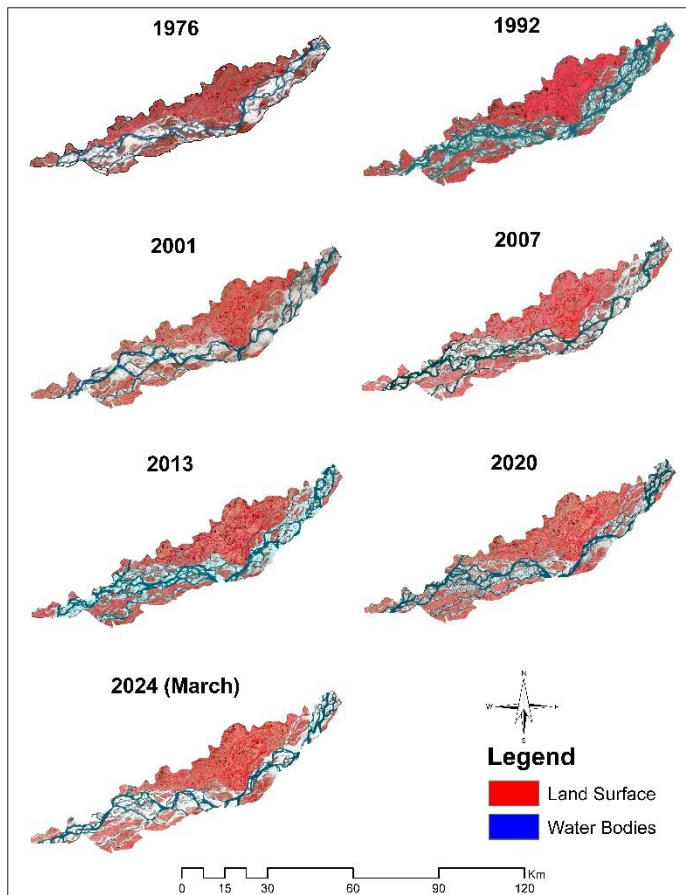 1976
1992
2001
2007
2013
2020
2024 (March)
N
W
E
S
Legend
Land Surface
Water Bodies
Km
0 15 30 60 90 120